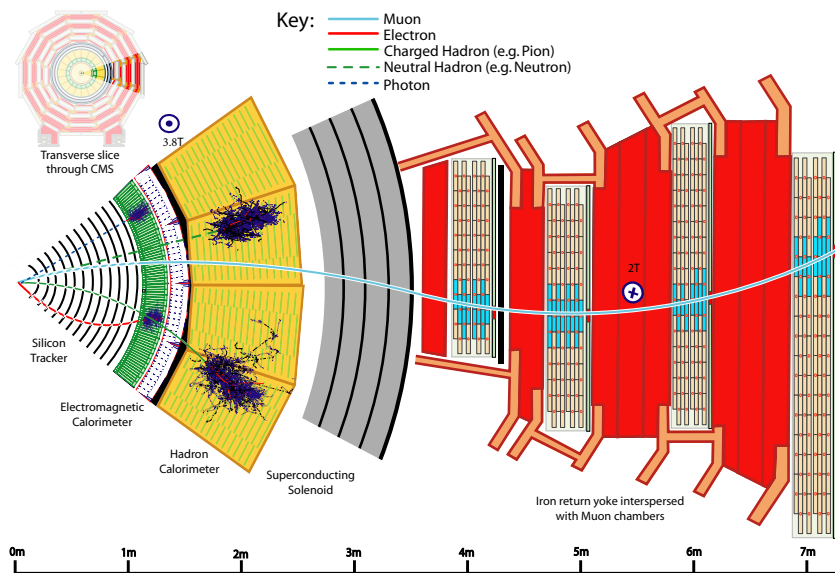 Key:
Muon
Electron
Charged Hadron (e.g. Pion)
Neutral Hadron (e.g. Neutron)
Photon
Transverse slice
through CMS
3.8T
2T
Silicon
Tracker
Electromagnetic
Calorimeter
Hadron
Calorimeter
Superconducting
Solenoid
Iron return yoke interspersed
with Muon chambers
0m
1m
2m
3m
4m
5m
6m
7m